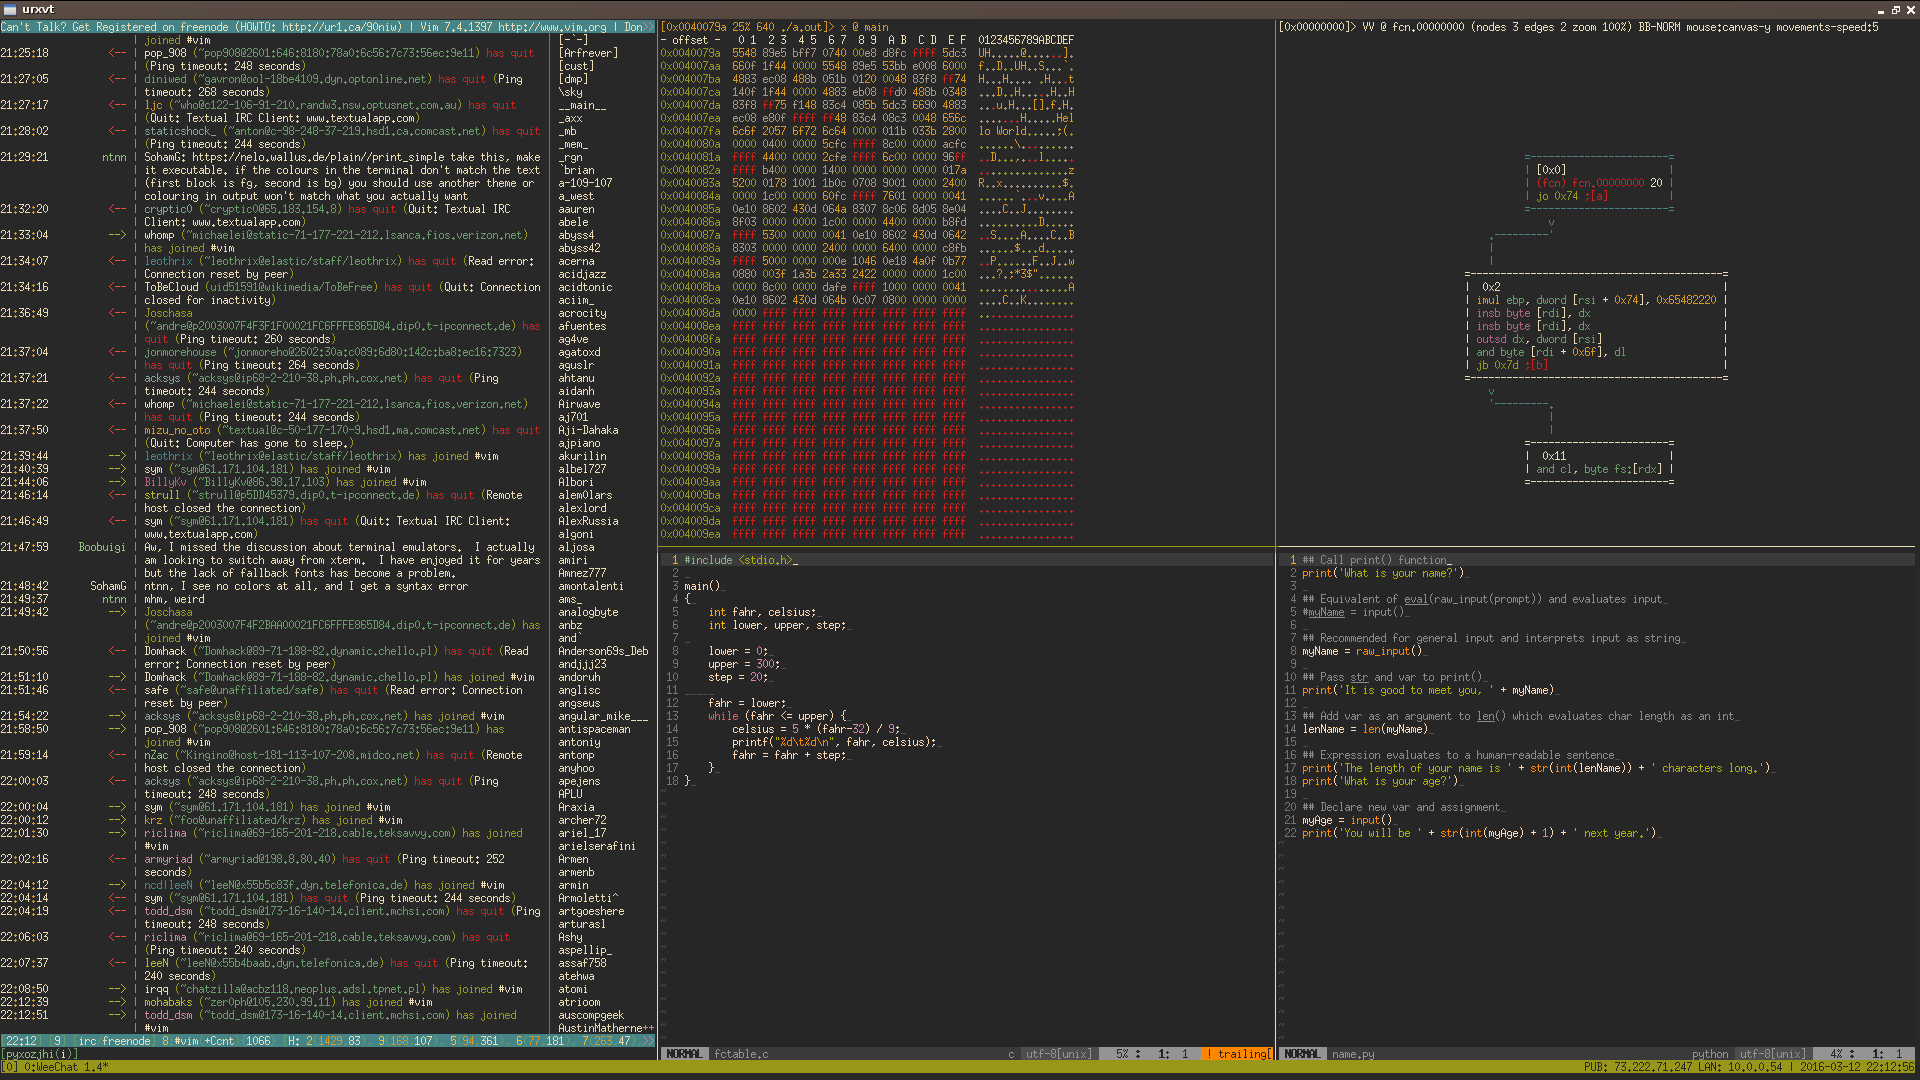 urxvt
Can't Talk? Get Registered on freenode (HOWTO: http://ur1.ca/90niw) | Vim 7.4.1397 http://www.vim.org | Don>>
joined #vim
21:25:18 <-- | pop_908 (~pop908@2601:646:8180:78a0:6c56:7c73:56ec:9e11) has quit
(Ping timeout: 248 seconds)
21:27:05 <-- | diniwed (~gavron@ool-18be4109.dyn.optonline.net) has quit (Ping
timeout: 268 seconds)
21:27:17 <-- | ljc (~who@c122-106-91-210.randw3.nsw.optusnet.com.au) has quit
(Quit: Textual IRC Client: www.textualapp.com)
21:28:02 <-- | staticshock_ (~anton@c-98-248-37-219.hsd1.ca.comcast.net) has quit
(Ping timeout: 244 seconds)
21:29:21 ntnn | SohamG: https://nelo.wallus.de/plain//print_simple take this, make
it executable. if the colours in the terminal don't match the text
(first block is fg, second is bg) you should use another theme or
colouring in output won't match what you actually want
21:32:20 <-- | cryptic0 (~cryptic0@65.183.154.8) has quit (Quit: Textual IRC
Client: www.textualapp.com)
21:33:04 --> | whomp (~michaelei@static-71-177-221-212.lsanca.fios.verizon.net)
has joined #vim
21:34:07 <-- | leothrix (~leothrix@elastic/staff/leothrix) has quit (Read error:
Connection reset by peer)
21:34:16 <-- | ToBeCloud (uid51591@wikimedia/ToBeFree) has quit (Quit: Connection
closed for inactivity)
21:36:49 <-- | Joschasa
(~andre@p2003007F4F3F1F00021FC6FFFE865D84.dip0.t-ipconnect.de) has
quit (Ping timeout: 260 seconds)
21:37:04 <-- | jonmorehouse (~jonmoreho@2602:30a:c089:6d80:142c:ba8:ec16:7323)
has quit (Ping timeout: 264 seconds)
21:37:21 <-- | acksys (~acksys@ip68-2-210-38.ph.ph.cox.net) has quit (Ping
timeout: 244 seconds)
21:37:22 <-- | whomp (~michaelei@static-71-177-221-212.lsanca.fios.verizon.net)
has quit (Ping timeout: 244 seconds)
21:37:50 <-- | mizu_no_oto (~textual@c-50-177-170-9.hsd1.ma.comcast.net) has quit
(Quit: Computer has gone to sleep.)
21:39:44 --> | leothrix (~leothrix@elastic/staff/leothrix) has joined #vim
21:40:39 --> | sym (~sym@61.171.104.181) has joined #vim
21:44:06 --> | BillyKv (~BillyK@86.98.17.103) has joined #vim
21:46:14 <-- | strull (~strull@p5DD45379.dip0.t-ipconnect.de) has quit (Remote
host closed the connection)
21:46:49 <-- | sym (~sym@61.171.104.181) has quit (Quit: Textual IRC Client:
www.textualapp.com)
21:47:59 Boobuigi | Aw, I missed the discussion about terminal emulators.  I actually
am looking to switch away from xterm.  I have enjoyed it for years
but the lack of fallback fonts has become a problem.
21:48:42 SohamG | ntnn, I see no colors at all, and I get a syntax error
21:49:37 ntnn | mhm, weird
21:49:42 --> | Joschasa
(~andre@p2003007F4F2BAA00021FC6FFFE865D84.dip0.t-ipconnect.de) has
joined #vim
21:50:56 <-- | Domhack (~Domhack@89-71-188-82.dynamic.chello.pl) has quit (Read
error: Connection reset by peer)
21:51:10 --> | Domhack (~Domhack@89-71-188-82.dynamic.chello.pl) has joined #vim
21:51:46 <-- | safe (~safe@unaffiliated/safe) has quit (Read error: Connection
reset by peer)
21:54:22 --> | acksys (~acksys@ip68-2-210-38.ph.ph.cox.net) has joined #vim
21:58:50 --> | pop_908 (~pop908@2601:646:8180:78a0:6c56:7c73:56ec:9e11) has
joined #vim
21:59:14 <-- | nZac (~Kingino@host-181-113-107-208.midco.net) has quit (Remote
host closed the connection)
22:00:03 <-- | acksys (~acksys@ip68-2-210-38.ph.ph.cox.net) has quit (Ping
timeout: 248 seconds)
22:00:04 --> | sym (~sym@61.171.104.181) has joined #vim
22:00:12 --> | krz (~foo@unaffiliated/krz) has joined #vim
22:01:30 --> | riclima (~riclima@69-165-201-218.cable.teksavvy.com) has joined
#vim
22:02:16 <-- | armyriad (~armyriad@198.8.80.40) has quit (Ping timeout: 252
seconds)
22:04:12 --> | ncd|leeN (~leeN@x55b5c83f.dyn.telefonica.de) has joined #vim
22:04:14 <-- | sym (~sym@61.171.104.181) has quit (Ping timeout: 244 seconds)
22:04:19 <-- | todd_dsm (~todd_dsm@173-16-140-14.client.mchsi.com) has quit (Ping
timeout: 248 seconds)
22:06:03 <-- | riclima (~riclima@69-165-201-218.cable.teksavvy.com) has quit
(Ping timeout: 240 seconds)
22:07:37 <-- | leeN (~leeN@x55b4baab.dyn.telefonica.de) has quit (Ping timeout:
240 seconds)
22:08:50 --> | irqq (~chatzilla@acbz118.neoplus.adsl.tpnet.pl) has joined #vim
22:12:39 --> | mohabaks (~zer0ph@105.230.99.11) has joined #vim
22:12:51 --> | todd_dsm (~todd_dsm@173-16-140-14.client.mchsi.com) has joined
#vim
[22:12] [9] [irc/freenode] 8:#vim(+Ccnt){1066} [H: 2(1429,83), 9(168,107), 5(94,361), 6(77,181), 7(263,47),>>
[pyxozjhi(i)]
[-`-]
[Arfrever]
[cust]
[dmp]
\sky
__main__
_axx
_mb
_mem_
_rgn
`brian
a-109-107
a_west
aauren
abele
abyss4
abyss42
acerna
acidjazz
acidtonic
aciim_
acrocity
afuentes
ag4ve
agatoxd
aguslr
ahtanu
aidanh
Airwave
aj701
Aji-Dahaka
ajpiano
akurilin
albel727
Albori
alem0lars
alexlord
AlexRussia
algoni
aljosa
amiri
Amnez777
amontalenti
ams_
analogbyte
anbz
and`
Anderson69s_Deb
andjjj23
andoruh
anglisc
angseus
angular_mike___
antispaceman
antoniy
antonp
anyhoo
apejens
APLU
Araxia
archer72
ariel_17
arielserafini
Armen
armenb
armin
Armoletti^
artgoeshere
arturasl
Ashy
aspellip_
assaf758
atehwa
atomi
atrioom
auscompgeek
AustinMatherne++
[0x0040079a 25% 640 ./a.out]> x @ main
- offset -   0 1  2 3  4 5  6 7  8 9  A B  C D  E F  0123456789ABCDEF
0x0040079a  5548 89e5 bff7 0740 00e8 d8fc ffff 5dc3  UH.....@......].
0x004007aa  660f 1f44 0000 5548 89e5 53bb e008 6000  f..D..UH..S...`.
0x004007ba  4883 ec08 488b 051b 0120 0048 83f8 ff74  H...H.... .H...t
0x004007ca  140f 1f44 0000 4883 eb08 ffd0 488b 0348  ...D..H.....H..H
0x004007da  83f8 ff75 f148 83c4 085b 5dc3 6690 4883  ...u.H...[].f.H.
0x004007ea  ec08 e80f ffff ff48 83c4 08c3 0048 656c  .......H.....Hel
0x004007fa  6c6f 2057 6f72 6c64 0000 011b 033b 2800  lo World.....;(.
0x0040080a  0000 0400 0000 5cfc ffff 8c00 0000 acfc  ......\.........
0x0040081a  ffff 4400 0000 2cfe ffff 6c00 0000 96ff  ..D...,...l.....
0x0040082a  ffff b400 0000 1400 0000 0000 0000 017a  ...............z
0x0040083a  5200 0178 1001 1b0c 0708 9001 0000 2400  R..x..........$.
0x0040084a  0000 1c00 0000 60fc ffff 7601 0000 0041  ......`...v....A
0x0040085a  0e10 8602 430d 064a 8307 8c06 8d05 8e04  ....C..J........
0x0040086a  8f03 0000 0000 1c00 0000 4400 0000 b8fd  ..........D.....
0x0040087a  ffff 5300 0000 0041 0e10 8602 430d 0642  ..S....A....C..B
0x0040088a  8303 0000 0000 2400 0000 6400 0000 c8fb  ......$...d.....
0x0040089a  ffff 5000 0000 000e 1046 0e18 4a0f 0b77  ..P......F..J..w
0x004008aa  0880 003f 1a3b 2a33 2422 0000 0000 1c00  ...?.;*3$"......
0x004008ba  0000 8c00 0000 dafe ffff 1000 0000 0041  ...............A
0x004008ca  0e10 8602 430d 064b 0c07 0800 0000 0000  ....C..K........
0x004008da  0000 ffff ffff ffff ffff ffff ffff ffff  ................
0x004008ea  ffff ffff ffff ffff ffff ffff ffff ffff  ................
0x004008fa  ffff ffff ffff ffff ffff ffff ffff ffff  ................
0x0040090a  ffff ffff ffff ffff ffff ffff ffff ffff  ................
0x0040091a  ffff ffff ffff ffff ffff ffff ffff ffff  ................
0x0040092a  ffff ffff ffff ffff ffff ffff ffff ffff  ................
0x0040093a  ffff ffff ffff ffff ffff ffff ffff ffff  ................
0x0040094a  ffff ffff ffff ffff ffff ffff ffff ffff  ................
0x0040095a  ffff ffff ffff ffff ffff ffff ffff ffff  ................
0x0040096a  ffff ffff ffff ffff ffff ffff ffff ffff  ................
0x0040097a  ffff ffff ffff ffff ffff ffff ffff ffff  ................
0x0040098a  ffff ffff ffff ffff ffff ffff ffff ffff  ................
0x0040099a  ffff ffff ffff ffff ffff ffff ffff ffff  ................
0x004009aa  ffff ffff ffff ffff ffff ffff ffff ffff  ................
0x004009ba  ffff ffff ffff ffff ffff ffff ffff ffff  ................
0x004009ca  ffff ffff ffff ffff ffff ffff ffff ffff  ................
0x004009da  ffff ffff ffff ffff ffff ffff ffff ffff  ................
0x004009ea  ffff ffff ffff ffff ffff ffff ffff ffff  ................
[0x00000000]> VV @ fcn.00000000 (nodes 3 edges 2 zoom 100%) BB-NORM mouse:canvas-y movements-speed:5
[0x0]
(fcn) fcn.00000000 20
jo 0x74 ;[a]
0x2
imul ebp, dword [rsi + 0x74], 0x65482220
insb byte [rdi], dx
insb byte [rdi], dx
outsd dx, dword [rsi]
and byte [rdi + 0x6f], dl
jb 0x7d ;[b]
0x11
and cl, byte fs:[rdx]
1 #include <stdio.h>
2
3 main()
4 {
5     int fahr, celsius;
6     int lower, upper, step;
7
8     lower = 0;
9     upper = 300;
10     step = 20;
11
12     fahr = lower;
13     while (fahr <= upper) {
14         celsius = 5 * (fahr-32) / 9;
15         printf("%d\t%d\n", fahr, celsius);
16         fahr = fahr + step;
17     }
18 }
NORMAL fctable.c c utf-8[unix] 5% : 1: 1 ! trailing[
1 ## Call print() function
2 print('What is your name?')
3
4 ## Equivalent of eval(raw_input(prompt)) and evaluates input
5 #myName = input()
6
7 ## Recommended for general input and interprets input as string
8 myName = raw_input()
9
10 ## Pass str and var to print()
11 print('It is good to meet you, ' + myName)
12
13 ## Add var as an argument to len() which evaluates char length as an int
14 lenName = len(myName)
15
16 ## Expression evaluates to a human-readable sentence
17 print('The length of your name is ' + str(int(lenName)) + ' characters long.')
18 print('What is your age?')
19
20 ## Declare new var and assignment
21 myAge = input()
22 print('You will be ' + str(int(myAge) + 1) + ' next year.')
NORMAL name.py python utf-8[unix] 4% : 1: 1
[0] 0:WeeChat 1.4*
PUB: 73.222.71.247 LAN: 10.0.0.54 | 2016-03-12 22:12:56